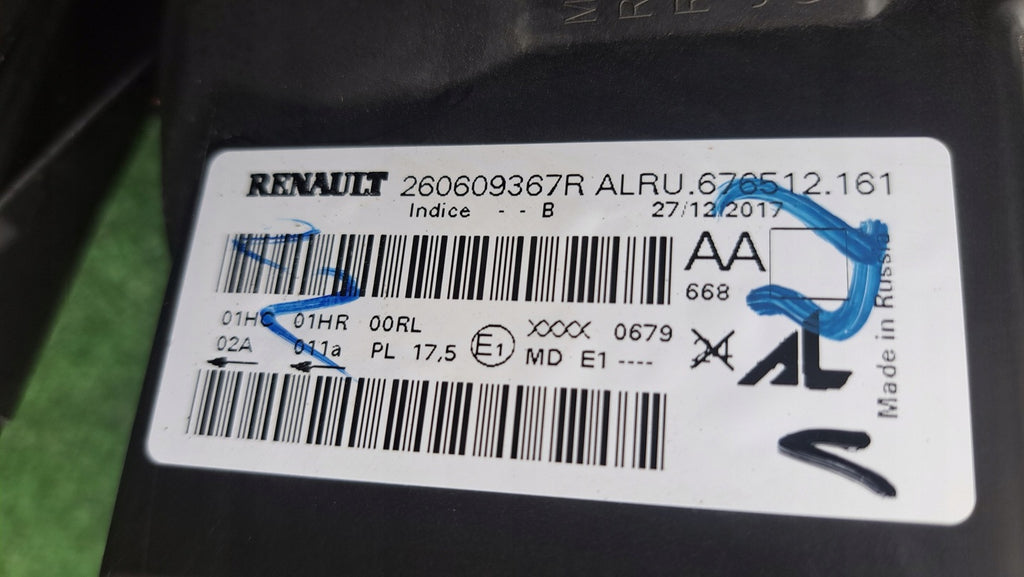 RENAULT 260609367R ALRU.676512.161
Indice - - B 27/12/2017
AA
668
01HC 01HR 00RL E1 XXXX 0679
02A 011a PL 17,5 MD E1 ----
AL
Made in Russia